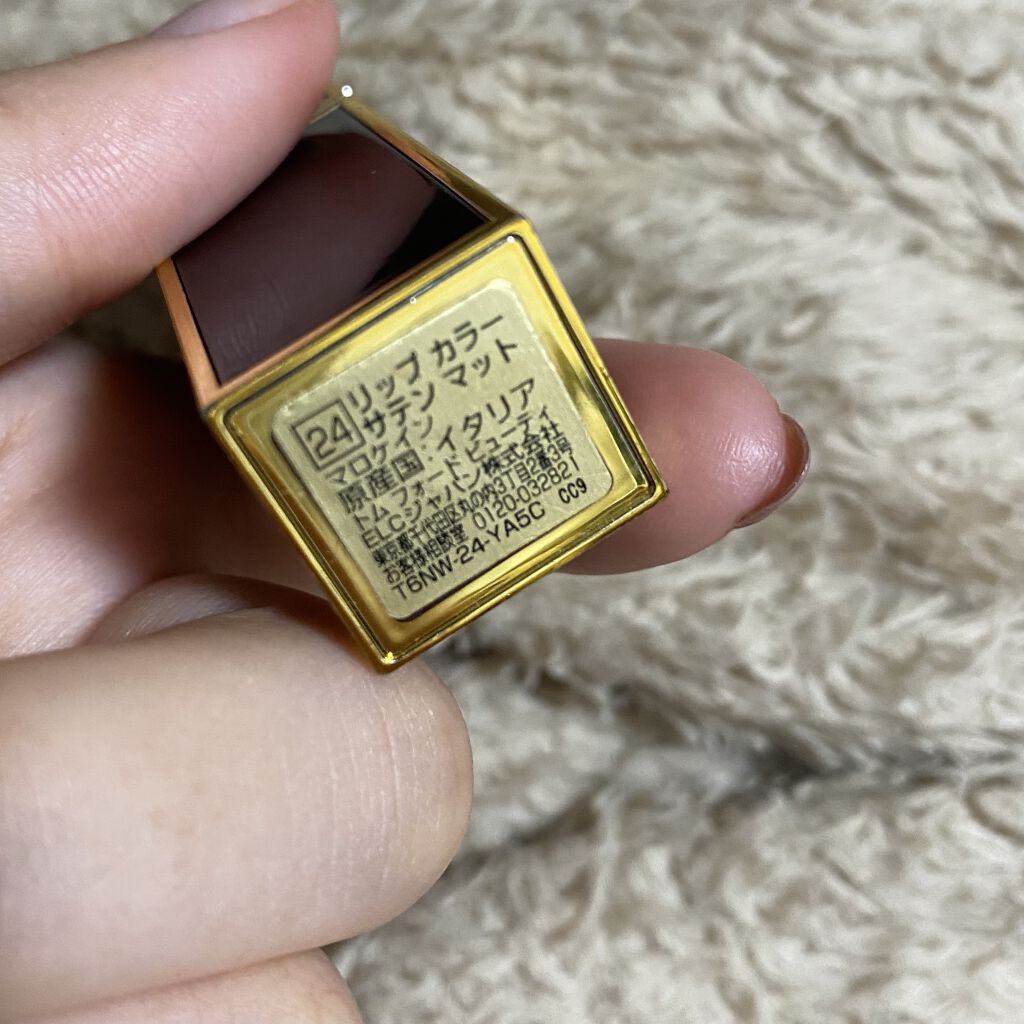 24 リップ カラー
サテン マット
マロケイン
原産国:イタリア
トム フォード ビューティ
ELCジャパン株式会社
東京都千代田区丸の内3丁目2番3号
お客様相談室 0120-032821
T6NW-24-YA5C CC9